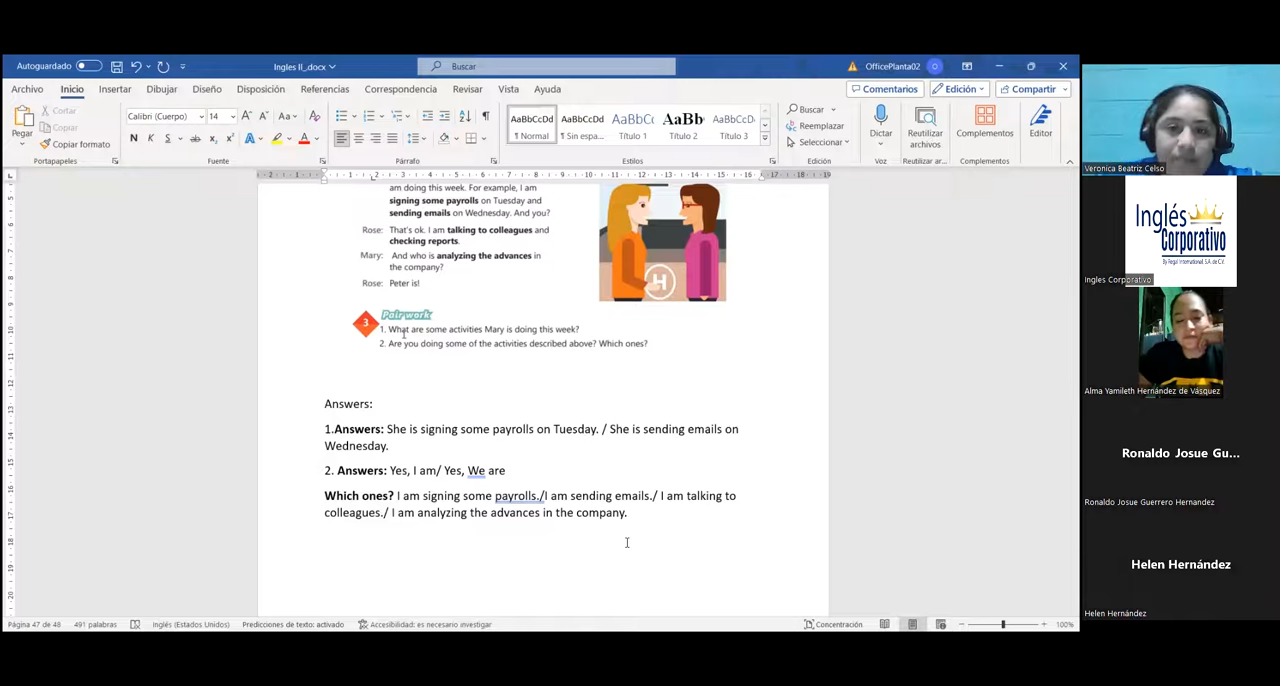 Autoguardado
Ingles II_.docx
Buscar
OfficePlanta02
Archivo Inicio Insertar Dibujar Diseño Disposición Referencias Correspondencia Revisar Vista Ayuda
Comentarios Edición Compartir
Pegar
Cortar
Copiar
Copiar formato
Portapapeles
Calibri (Cuerpo) 14
Fuente
Párrafo
AaBbCcDd AaBbCcDd AaBbCc AaBb AaBbCcD
¶ Normal ¶ Sin espa... Título 1 Título 2 Título 3
Estilos
Buscar
Reemplazar
Seleccionar
Edición
Dictar
Voz
Reutilizar archivos
Reutilizar ar...
Complementos
Complementos
Editor
am doing this week. For example, I am
signing some payrolls on Tuesday and
sending emails on Wednesday. And you?
Rose: That's ok. I am talking to colleagues and
checking reports.
Mary: And who is analyzing the advances in
the company?
Rose: Peter is!
H
3 Pair work
1. What are some activities Mary is doing this week?
2. Are you doing some of the activities described above? Which ones?
Answers:
1.Answers: She is signing some payrolls on Tuesday. / She is sending emails on
Wednesday.
2. Answers: Yes, I am/ Yes, We are
Which ones? I am signing some payrolls./I am sending emails./ I am talking to
colleagues./ I am analyzing the advances in the company.
Página 47 de 48 491 palabras Inglés (Estados Unidos) Predicciones de texto: activado Accesibilidad: es necesario investigar Concentración 100%
Veronica Beatriz Celso
Inglés
Corporativo
By Regal International S.A. de C.V.
Ingles Corporativo
Alma Yamileth Hernández de Vásquez
Ronaldo Josue Gu...
Ronaldo Josue Guerrero Hernandez
Helen Hernández
Helen Hernández